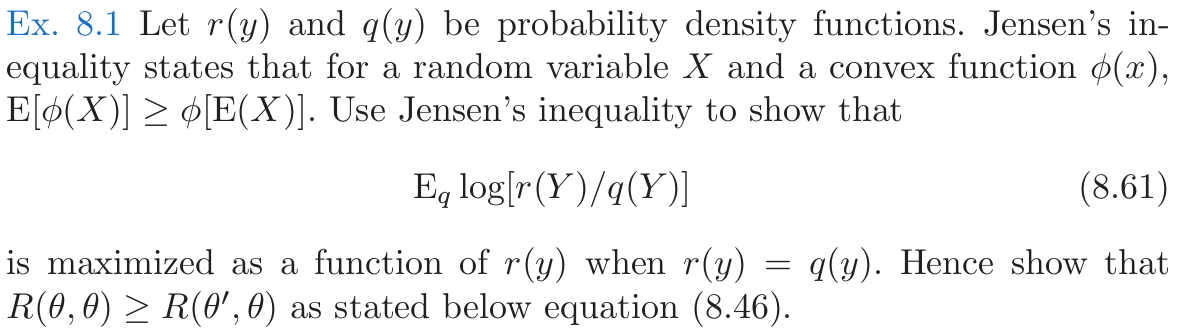 Ex. 8.1 Let r(y) and q(y) be probability density functions. Jensen's in-
equality states that for a random variable X and a convex function ϕ(x),
E[ϕ(X)] ≥ ϕ[E(X)]. Use Jensen's inequality to show that
E_q log[r(Y)/q(Y)] (8.61)
is maximized as a function of r(y) when r(y) = q(y). Hence show that
R(θ, θ) ≥ R(θ′, θ) as stated below equation (8.46).